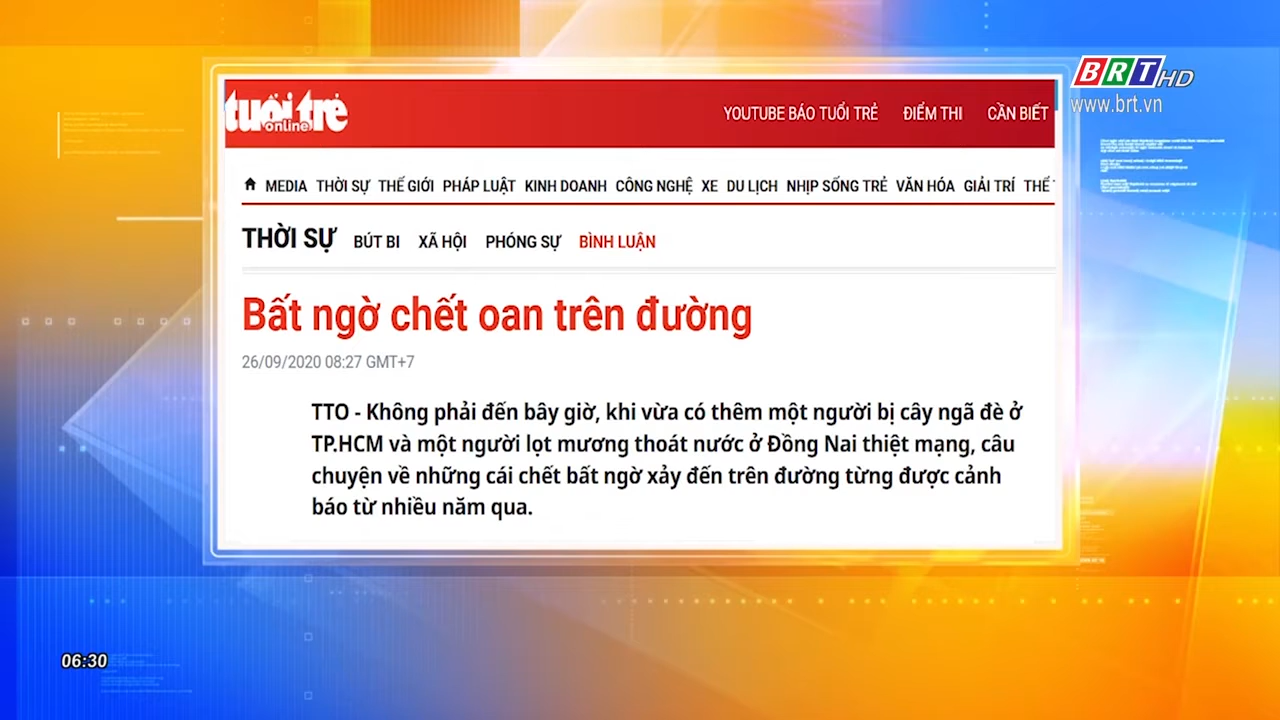 BRT HD
www.brt.vn
tuổi trẻ
online
YOUTUBE BÁO TUỔI TRẺ ĐIỂM THI CẦN BIẾT
MEDIA THỜI SỰ THẾ GIỚI PHÁP LUẬT KINH DOANH CÔNG NGHỆ XE DU LỊCH NHỊP SỐNG TRẺ VĂN HÓA GIẢI TRÍ THỂ
THỜI SỰ BÚT BI XÃ HỘI PHÓNG SỰ BÌNH LUẬN
Bất ngờ chết oan trên đường
26/09/2020 08:27 GMT+7
TTO - Không phải đến bây giờ, khi vừa có thêm một người bị cây ngã đè ở
TP.HCM và một người lọt mương thoát nước ở Đồng Nai thiệt mạng, câu
chuyện về những cái chết bất ngờ xảy đến trên đường từng được cảnh
báo từ nhiều năm qua.
06:30